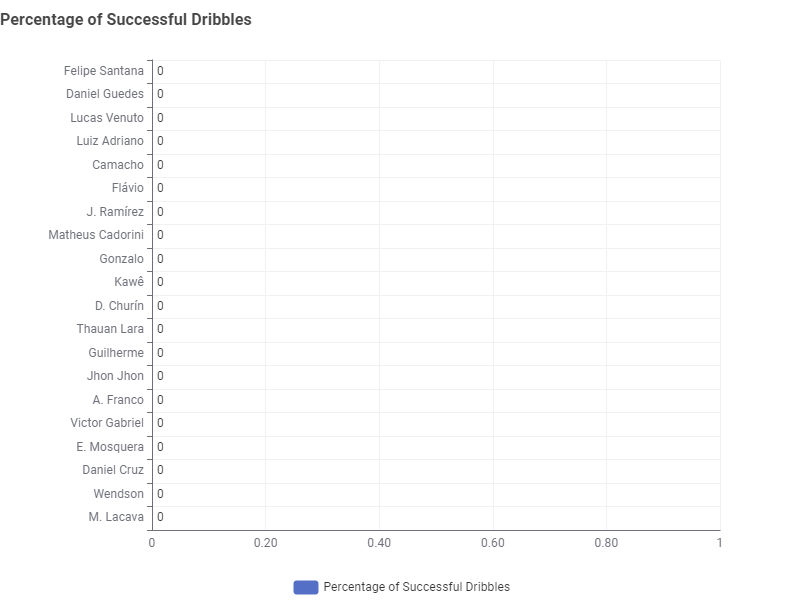 Percentage of Successful Dribbles
Felipe Santana 0
Daniel Guedes 0
Lucas Venuto 0
Luiz Adriano 0
Camacho 0
Flávio 0
J. Ramírez 0
Matheus Cadorini 0
Gonzalo 0
Kawê 0
D. Churín 0
Thauan Lara 0
Guilherme 0
Jhon Jhon 0
A. Franco 0
Victor Gabriel 0
E. Mosquera 0
Daniel Cruz 0
Wendson 0
M. Lacava 0
0 0.20 0.40 0.60 0.80 1
Percentage of Successful Dribbles